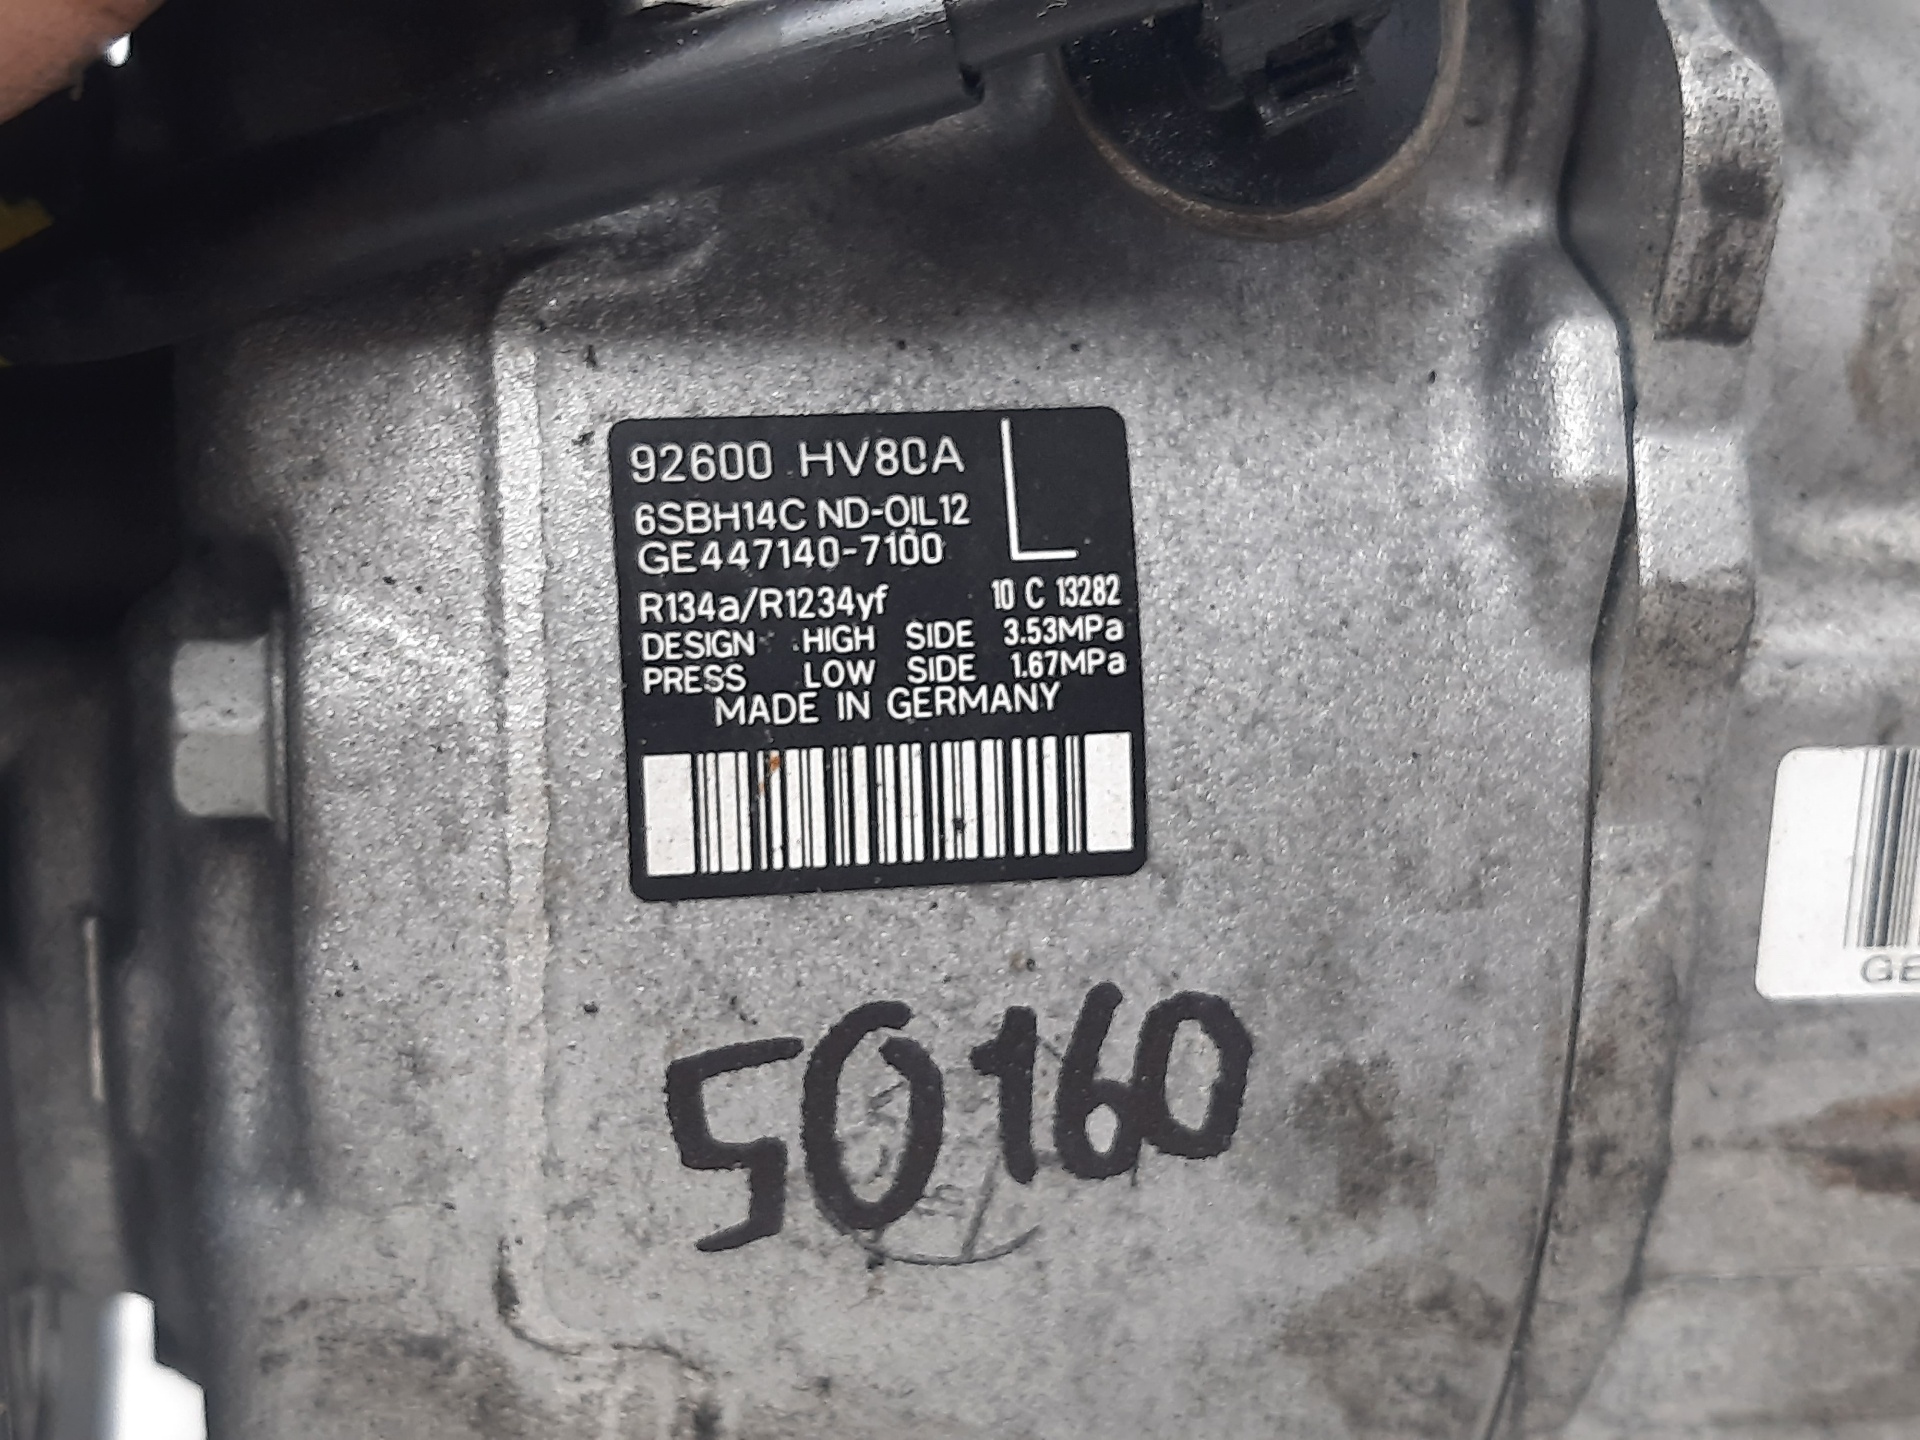 92600 HV80A
L
6SBH14C ND-OIL12
GE447140-7100
R134a/R1234yf 10 C 13282
DESIGN HIGH SIDE 3.53MPa
PRESS LOW SIDE 1.67MPa
MADE IN GERMANY
50160